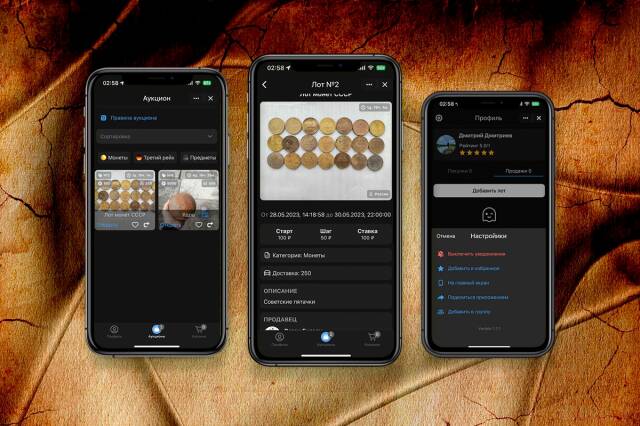 02:58
Аукцион
Правила аукциона
Сортировка
Монеты
Третий рейх
Предметы
Лот монет СССР
Аукцион
02:58
Лот №2
Лот монет СССР
Россия
От 28.05.2023, 14:18:58 до 30.05.2023, 22:00:00
Старт
100 ₽
Шаг
50 ₽
Ставка
100 ₽
Категория: Монеты
Доставка: 250
ОПИСАНИЕ
Советские пятачки
ПРОДАВЕЦ
Аукцион
02:58
Профиль
Дмитрий Дмитриев
Рейтинг 5.0/1
Покупки 0
Продажи 0
Добавить лот
Отмена
Настройки
Выключить уведомления
Добавить в избранное
На главный экран
Поделиться приложением
Добавить в группу